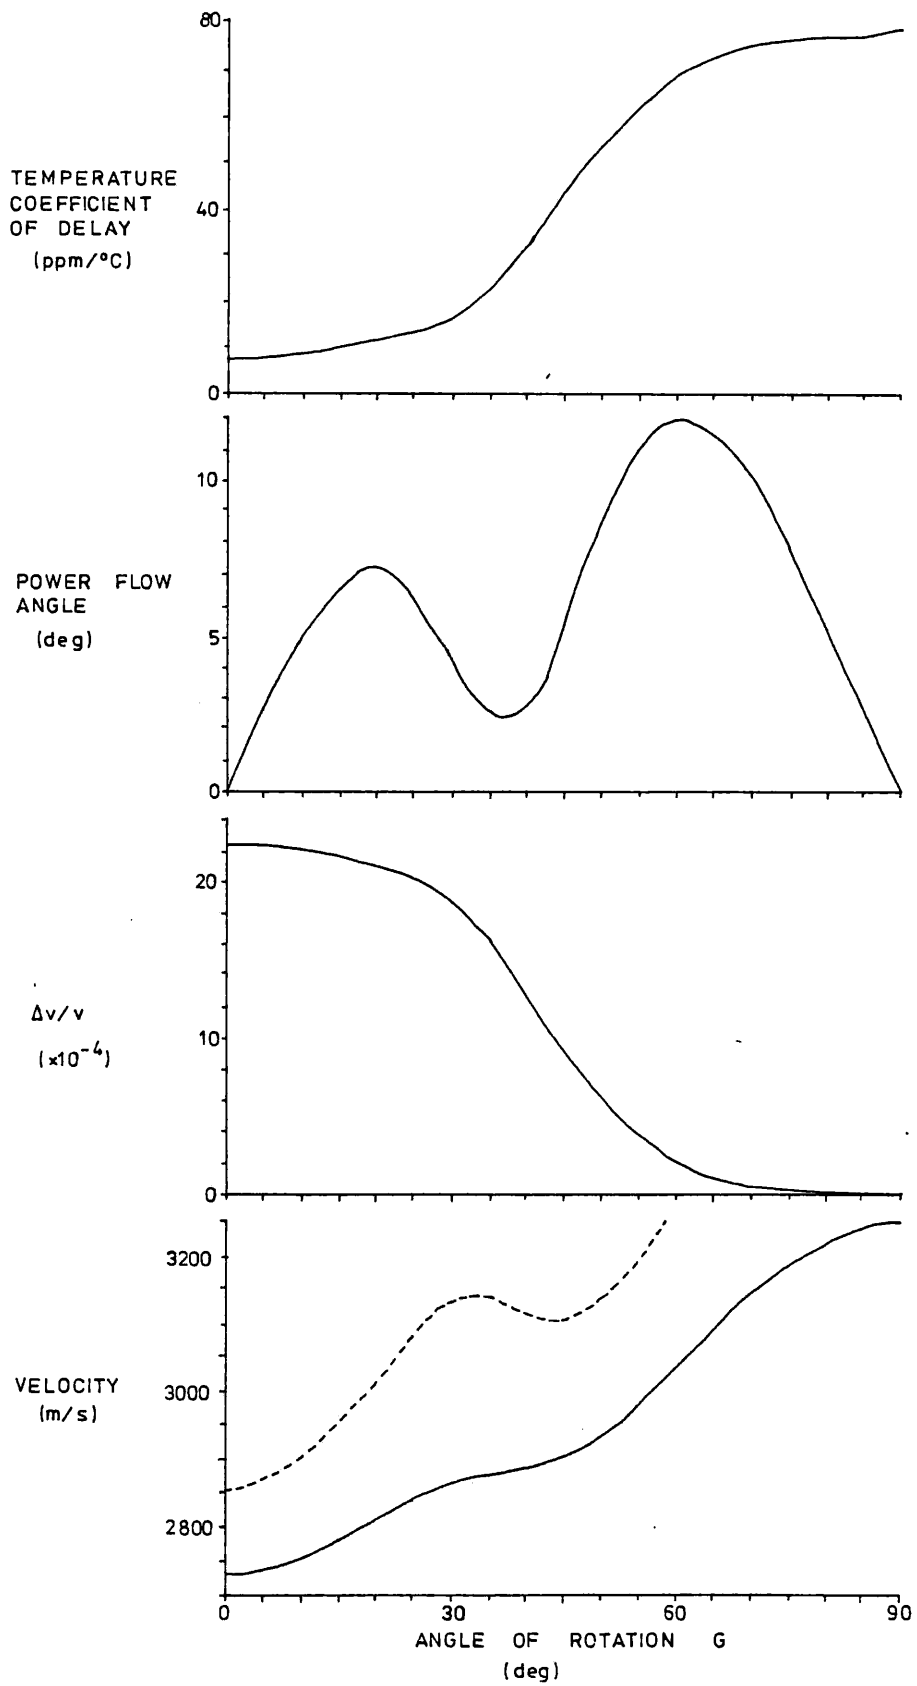 80
TEMPERATURE
COEFFICIENT
OF DELAY
(ppm/°C)
40
0
10
POWER FLOW
ANGLE
(deg)
5
0
20
Δv/v
(×10⁻⁴)
10
0
3200
VELOCITY
(m/s)
3000
2800
0 30 60 90
ANGLE OF ROTATION G
(deg)